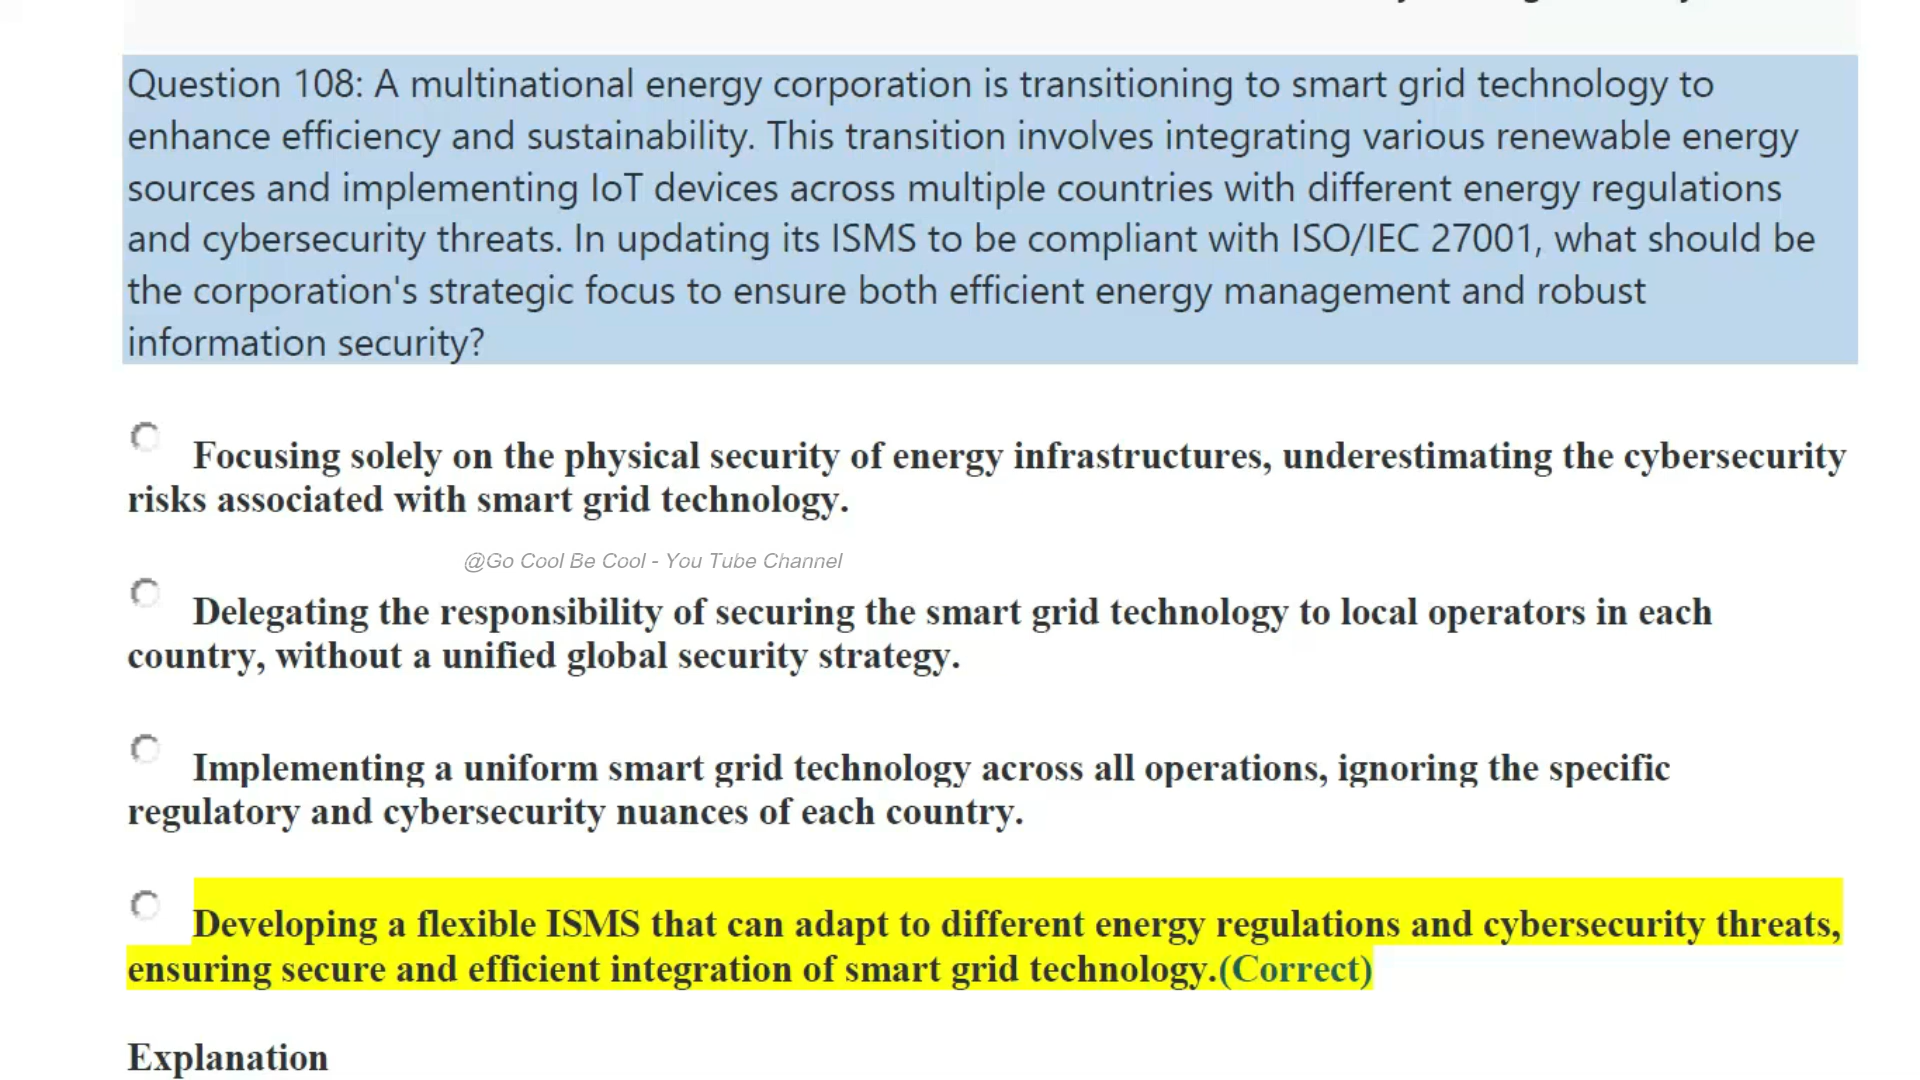 Question 108: A multinational energy corporation is transitioning to smart grid technology to
enhance efficiency and sustainability. This transition involves integrating various renewable energy
sources and implementing IoT devices across multiple countries with different energy regulations
and cybersecurity threats. In updating its ISMS to be compliant with ISO/IEC 27001, what should be
the corporation's strategic focus to ensure both efficient energy management and robust
information security?
Focusing solely on the physical security of energy infrastructures, underestimating the cybersecurity
risks associated with smart grid technology.
@Go Cool Be Cool - You Tube Channel
Delegating the responsibility of securing the smart grid technology to local operators in each
country, without a unified global security strategy.
Implementing a uniform smart grid technology across all operations, ignoring the specific
regulatory and cybersecurity nuances of each country.
Developing a flexible ISMS that can adapt to different energy regulations and cybersecurity threats,
ensuring secure and efficient integration of smart grid technology.(Correct)
Explanation